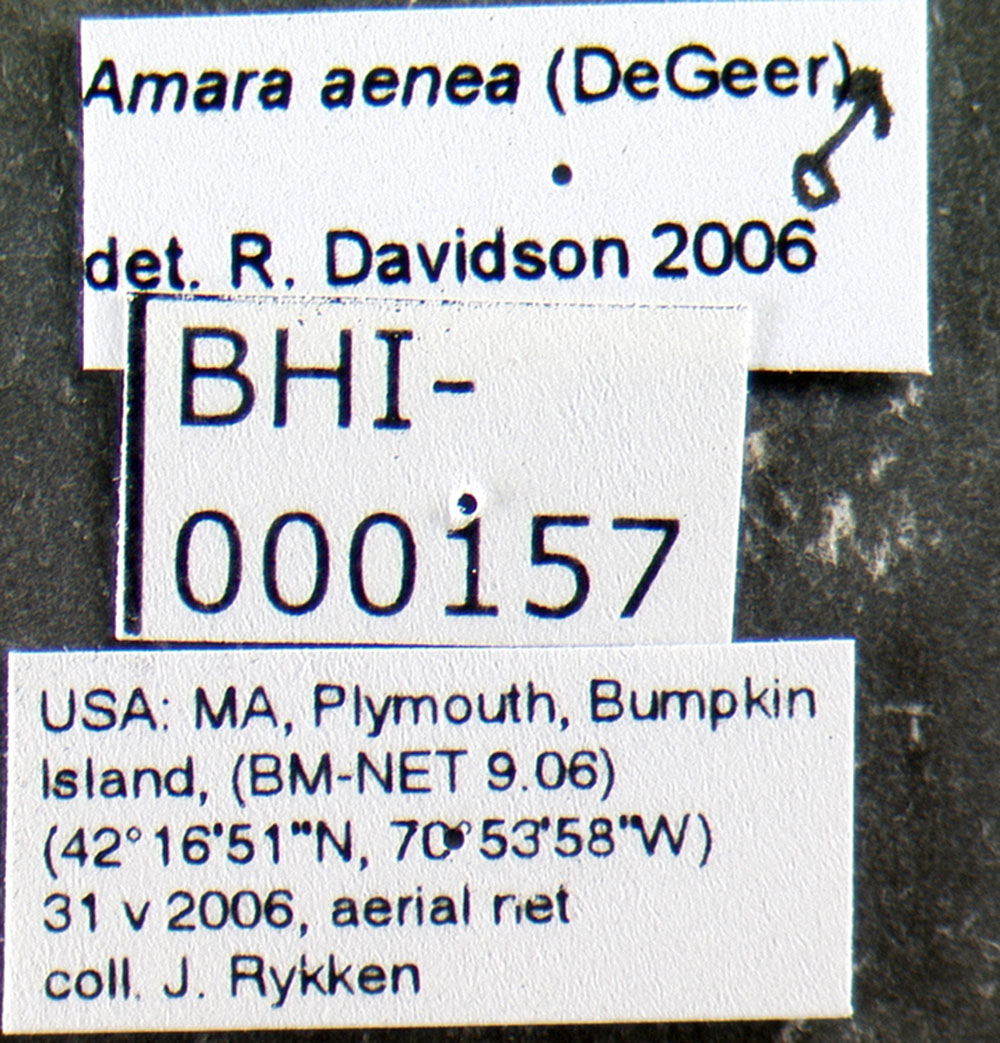 Amara aenea (DeGeer) ♂
det. R. Davidson 2006
BHI-
000157
USA: MA, Plymouth, Bumpkin
Island, (BM-NET 9.06)
(42°16'51"N, 70°53'58"W)
31 v 2006, aerial net
coll. J. Rykken